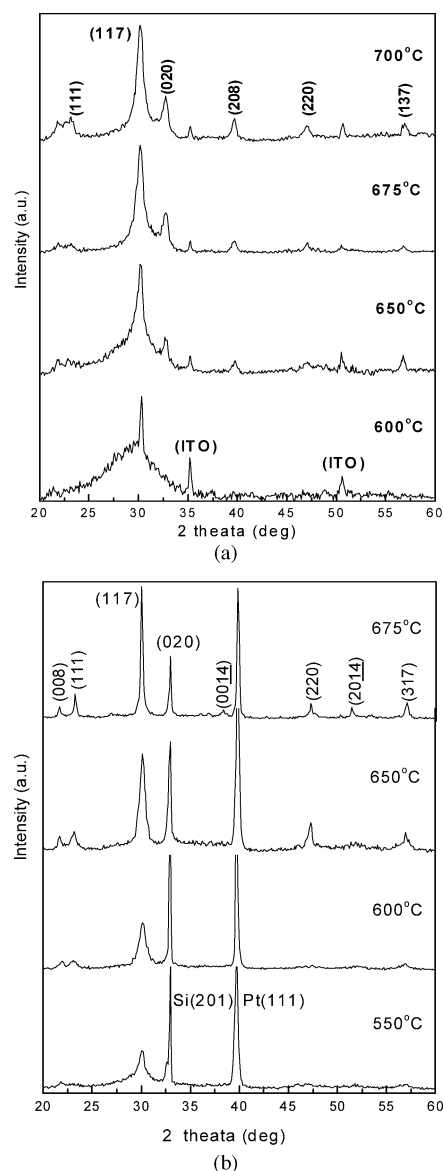 (117)
700°C
(111)
(020)
(208)
(220)
(137)
675°C
650°C
600°C
(ITO)
(ITO)
Intensity (a.u.)
20 25 30 35 40 45 50 55 60
2 theata (deg)
(a)
(117)
675°C
(008)
(111)
(020)
(0014)
(220)
(2014)
(317)
650°C
600°C
Si(201) Pt(111)
550°C
Intensity (a.u.)
20 25 30 35 40 45 50 55 60
2 theata (deg)
(b)